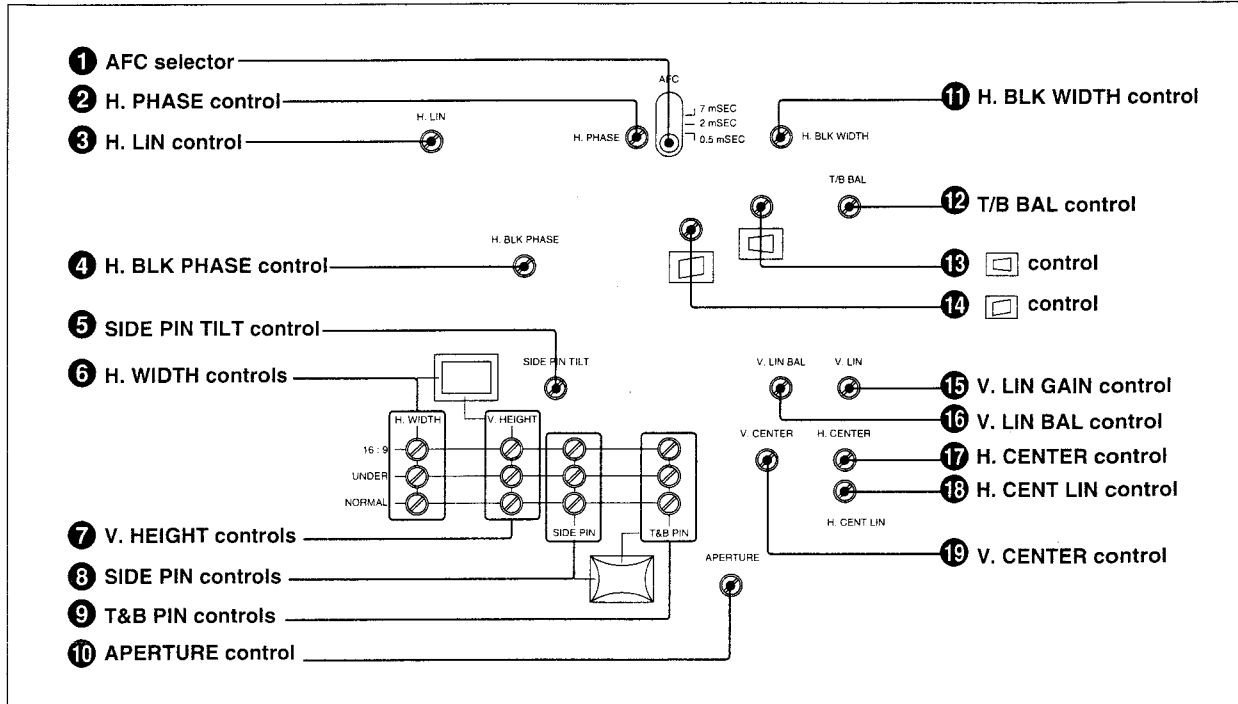 1 AFC selector
2 H. PHASE control
3 H. LIN control
4 H. BLK PHASE control
5 SIDE PIN TILT control
6 H. WIDTH controls
7 V. HEIGHT controls
8 SIDE PIN controls
9 T&B PIN controls
10 APERTURE control
AFC
7 mSEC
2 mSEC
0.5 mSEC
H. LIN
H. PHASE
H. BLK WIDTH
T/B BAL
H. BLK PHASE
SIDE PIN TILT
V. LIN BAL
V. LIN
H. WIDTH
V. HEIGHT
V. CENTER
H. CENTER
16 : 9
UNDER
NORMAL
SIDE PIN
T&B PIN
H. CENT LIN
APERTURE
11 H. BLK WIDTH control
12 T/B BAL control
13 control
14 control
15 V. LIN GAIN control
16 V. LIN BAL control
17 H. CENTER control
18 H. CENT LIN control
19 V. CENTER control